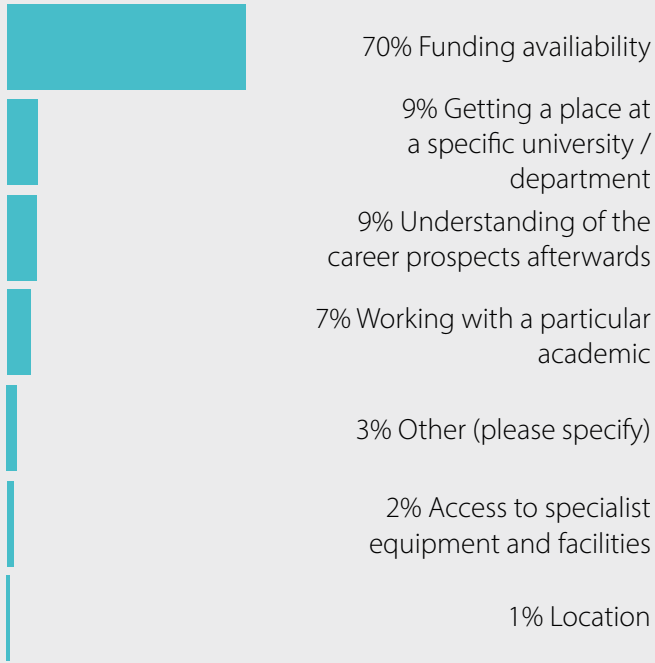 70% Funding availiability
9% Getting a place at
a specific university /
department
9% Understanding of the
career prospects afterwards
7% Working with a particular
academic
3% Other (please specify)
2% Access to specialist
equipment and facilities
1% Location